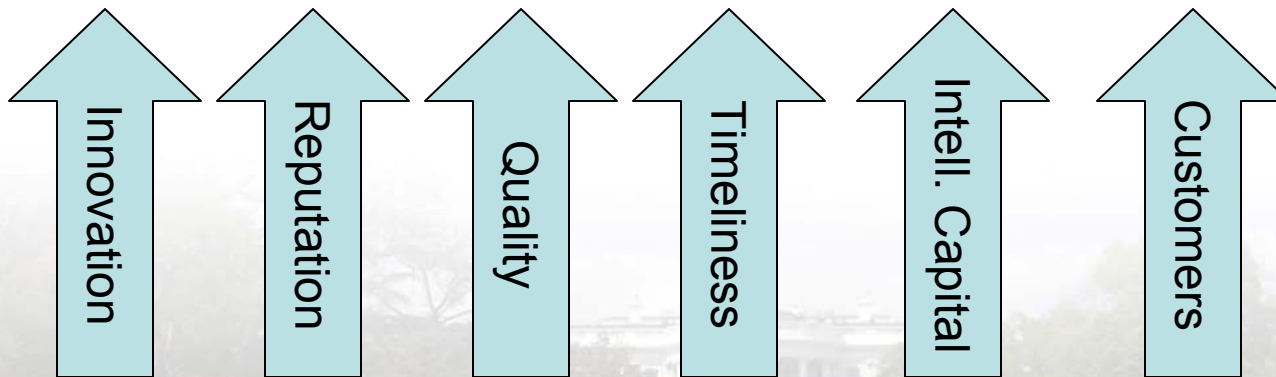 Innovation
Reputation
Quality
Timeliness
Intell. Capital
Customers